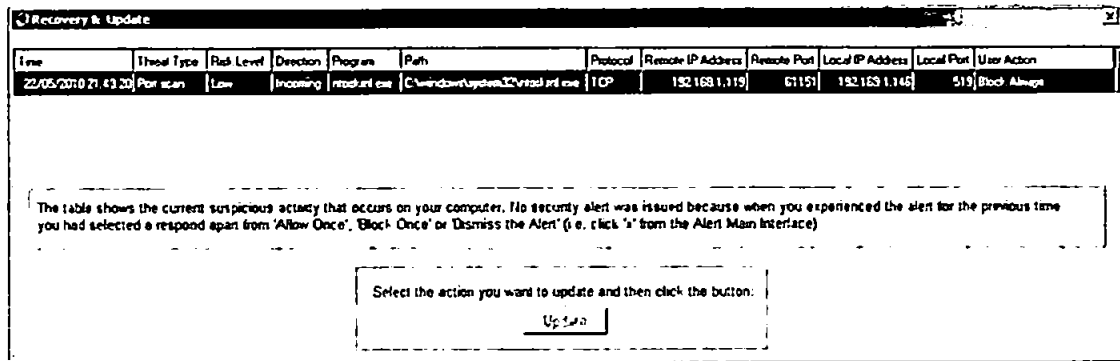 Recovery & Update
Time Threat Type Risk Level Direction Program Path Protocol Remote IP Address Remote Port Local IP Address Local Port User Action
22/05/2010 21:43:20 Port scan Low Incoming TCP 192.168.1.119 61151 192.168.1.146 519 Block Always
The table shows the current suspicious activity that occurs on your computer. No security alert was issued because when you experienced the alert for the previous time
you had selected a respond apart from 'Allow Once', 'Block Once' or 'Dismiss the Alert' (i.e. click 'x' from the Alert Main Interface)
Select the action you want to update and then click the button:
Update